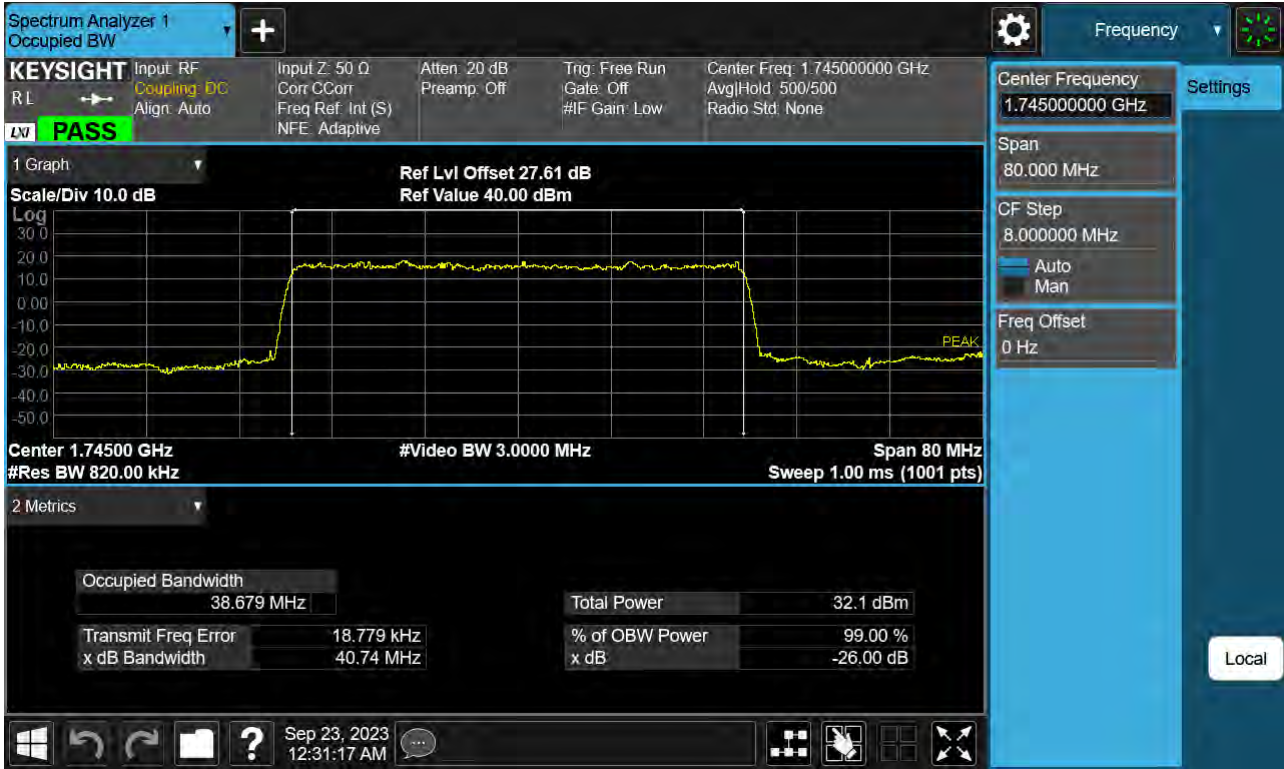 Spectrum Analyzer 1
Occupied BW
Frequency
KEYSIGHT
RL
LXI
PASS
Input: RF
Coupling: DC
Align: Auto
Input Z: 50 Ω
Corr CCorr
Freq Ref: Int (S)
NFE: Adaptive
Atten: 20 dB
Preamp: Off
Trig: Free Run
Gate: Off
#IF Gain: Low
Center Freq: 1.745000000 GHz
Avg|Hold: 500/500
Radio Std: None
1 Graph
Scale/Div 10.0 dB
Ref Lvl Offset 27.61 dB
Ref Value 40.00 dBm
Log
30.0
20.0
10.0
0.00
-10.0
-20.0
-30.0
-40.0
-50.0
PEAK
Center 1.74500 GHz
#Video BW 3.0000 MHz
Span 80 MHz
#Res BW 820.00 kHz
Sweep 1.00 ms (1001 pts)
2 Metrics
Occupied Bandwidth
38.679 MHz
Total Power 32.1 dBm
Transmit Freq Error 18.779 kHz
% of OBW Power 99.00 %
x dB Bandwidth 40.74 MHz
x dB -26.00 dB
Center Frequency
1.745000000 GHz
Settings
Span
80.000 MHz
CF Step
8.000000 MHz
Auto
Man
Freq Offset
0 Hz
Local
?
Sep 23, 2023
12:31:17 AM